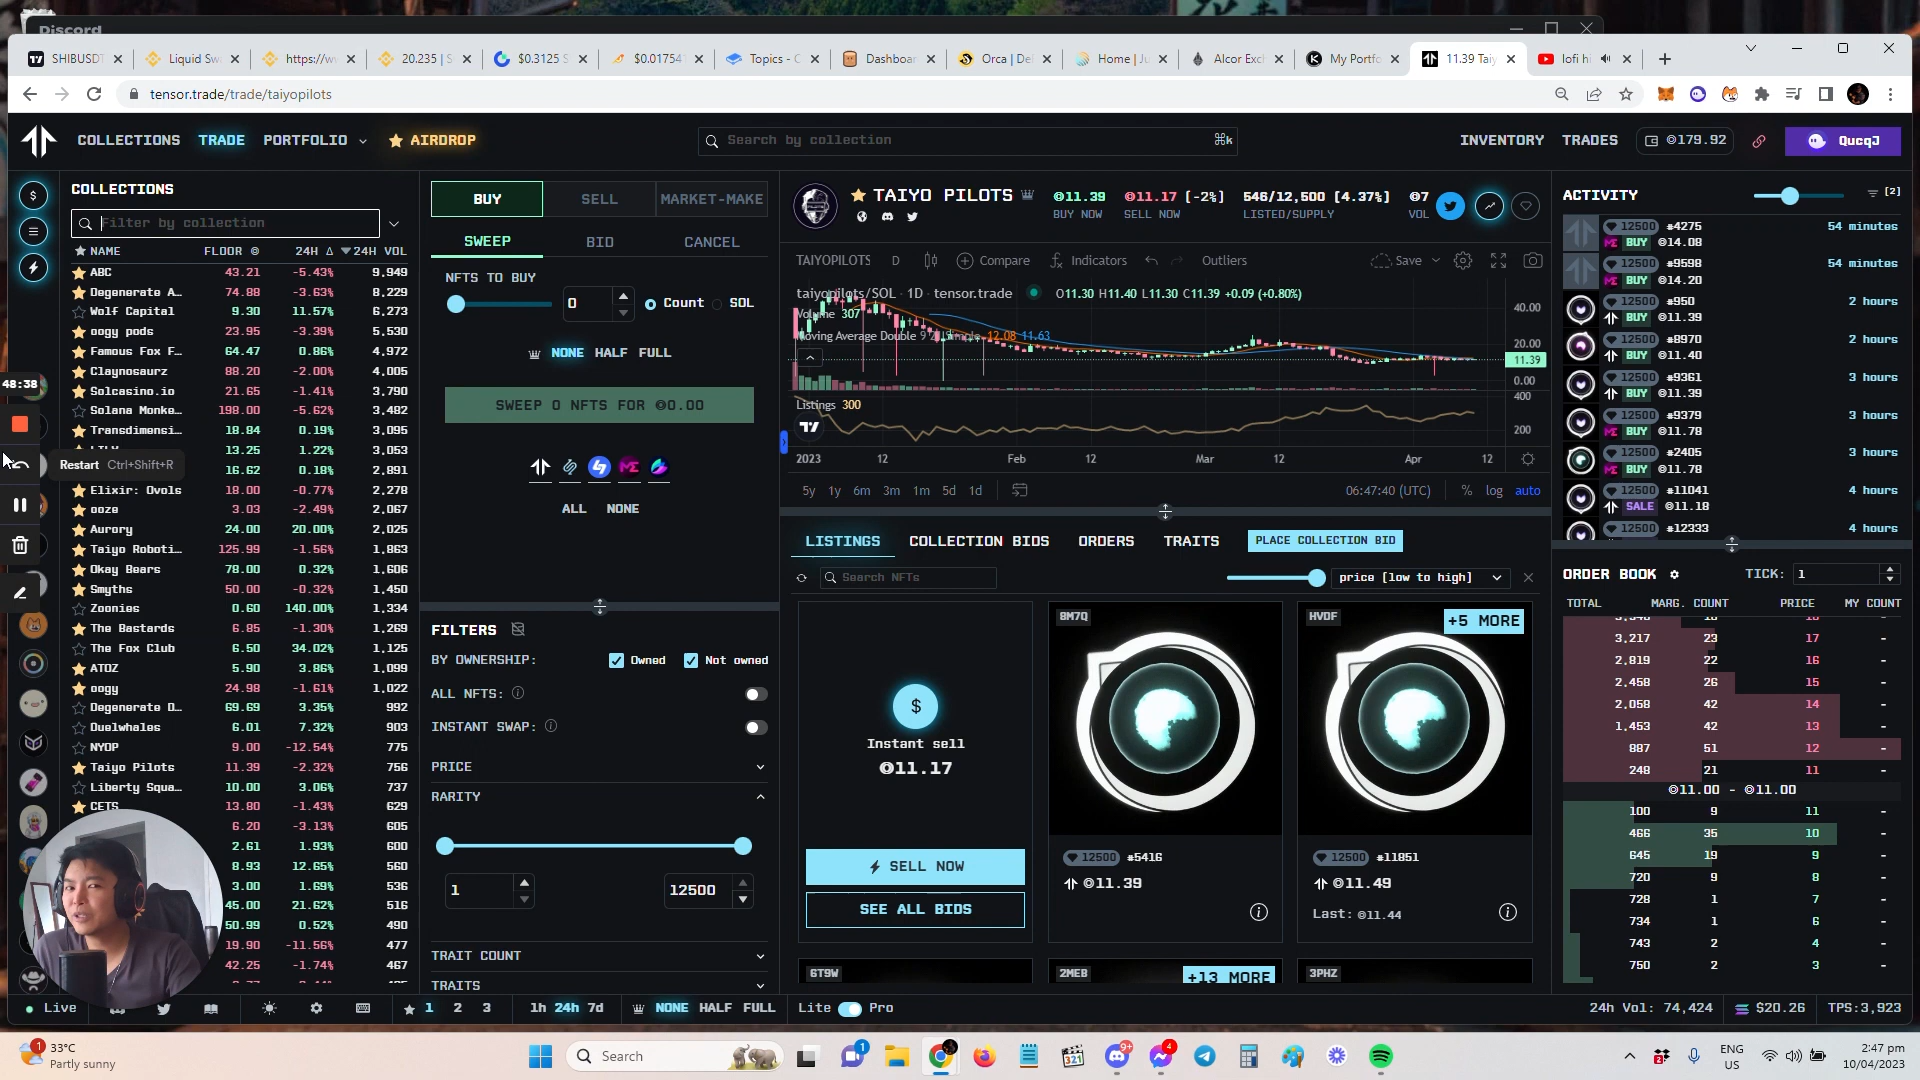 Discord
SHIBUSDT
Liquid Sw
https://w
20.235 | S
$0.3125
$0.01754
Topics - C
Dashboar
Orca | De
Home | Ju
Alcor Exc
My Portfo
11.39 Taiy
lofi hi
tensor.trade/trade/taiyopilots
COLLECTIONS
TRADE
PORTFOLIO
AIRDROP
Search by collection
⌘k
INVENTORY
TRADES
◎179.92
QucqJ
COLLECTIONS
Filter by collection
NAME FLOOR ◎ 24H Δ 24H VOL
ABC 43.21 -5.43% 9,949
Degenerate A… 74.88 -3.63% 8,229
Wolf Capital 9.30 11.57% 6,273
oogy pods 23.95 -3.39% 5,530
Famous Fox F… 64.47 0.86% 4,972
Claynosaurz 88.20 -2.00% 4,005
Solcasino.io 21.65 -1.41% 3,790
Solana Monke… 198.00 -5.62% 3,482
Transdimensi… 18.84 0.19% 3,095
13.25 1.22% 3,053
16.62 0.18% 2,891
Elixir: Ovols 18.00 -0.77% 2,278
ooze 3.03 -2.49% 2,067
Aurory 24.00 20.00% 2,025
Taiyo Roboti… 125.99 -1.56% 1,863
Okay Bears 78.00 0.32% 1,606
Smyths 50.00 -0.32% 1,450
Zoonies 0.60 140.00% 1,334
The Bastards 6.85 -1.30% 1,269
The Fox Club 6.50 34.02% 1,125
ATOZ 5.90 3.86% 1,099
oogy 24.98 -1.61% 1,022
Degenerate D… 69.69 3.35% 992
Duelwhales 6.01 7.32% 903
NYOP 9.00 -12.54% 775
Taiyo Pilots 11.39 -2.32% 756
Liberty Squa… 10.00 3.06% 737
CETS 13.80 -1.43% 629
6.20 -3.13% 605
2.61 1.93% 600
8.93 12.65% 560
3.00 1.69% 536
45.00 21.62% 516
50.99 0.52% 490
19.90 -11.56% 477
42.25 -1.74% 467
48:38
Restart Ctrl+Shift+R
BUY
SELL
MARKET-MAKE
SWEEP
BID
CANCEL
NFTS TO BUY
0
Count
SOL
NONE HALF FULL
SWEEP 0 NFTS FOR ◎0.00
ME
ALL NONE
FILTERS
BY OWNERSHIP: Owned Not owned
ALL NFTS:
INSTANT SWAP:
PRICE
RARITY
1
12500
TRAIT COUNT
TRAITS
TAIYO PILOTS
◎11.39
BUY NOW
◎11.17 [-2%]
SELL NOW
546/12,500 [4.37%]
LISTED/SUPPLY
◎7
VOL
TAIYOPILOTS D Compare Indicators Outliers Save
taiyopilots/SOL · 1D · tensor.trade O11.30 H11.40 L11.30 C11.39 +0.09 (+0.80%)
Volume 307
Moving Average Double 9 21 Simple 12.08 11.63
40.00
20.00
11.39
0.00
Listings 300
400
200
2023 12 Feb 12 Mar 12 Apr 12
5y 1y 6m 3m 1m 5d 1d
06:47:40 (UTC) % log auto
LISTINGS
COLLECTION BIDS
ORDERS
TRAITS
PLACE COLLECTION BID
Search NFTs
price [low to high]
Instant sell
◎11.17
SELL NOW
SEE ALL BIDS
8M7Q
12500 #5416
◎11.39
HVDF
+5 MORE
12500 #11851
◎11.49
Last: ◎11.44
6T9W
2MEB
+13 MORE
3PHZ
ACTIVITY
[2]
12500 #4275 54 minutes
ME BUY ◎14.08
12500 #9598 54 minutes
ME BUY ◎14.20
12500 #950 2 hours
BUY ◎11.39
12500 #8970 2 hours
BUY ◎11.40
12500 #9361 3 hours
BUY ◎11.39
12500 #9379 3 hours
ME BUY ◎11.78
12500 #2405 3 hours
ME BUY ◎11.78
12500 #11041 4 hours
SALE ◎11.18
12500 #12333 4 hours
ORDER BOOK
TICK: 1
TOTAL MARG. COUNT PRICE MY COUNT
3,217 23 17 -
2,819 22 16 -
2,458 26 15 -
2,058 42 14 -
1,453 42 13 -
887 51 12 -
248 21 11 -
◎11.00 - ◎11.00
100 9 11 -
466 35 10 -
645 19 9 -
720 9 8 -
728 1 7 -
734 1 6 -
743 2 4 -
750 2 3 -
Live
1 2 3
1h 24h 7d
NONE HALF FULL
Lite Pro
24h Vol: 74,424
$20.26
TPS:3,923
33°C
Partly sunny
1
Search
321
1
9+
4
2
ENG
US
2:47 pm
10/04/2023